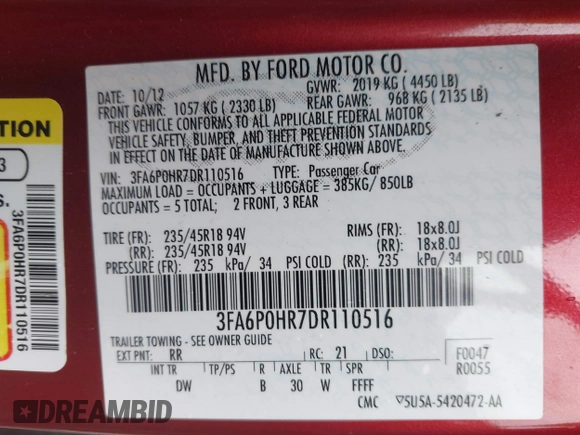 MFD. BY FORD MOTOR CO.
DATE: 10/12 GVWR: 2019 KG ( 4450 LB)
FRONT GAWR: 1057 KG ( 2330 LB) REAR GAWR: 968 KG ( 2135 LB)
THIS VEHICLE CONFORMS TO ALL APPLICABLE FEDERAL MOTOR
VEHICLE SAFETY, BUMPER, AND THEFT PREVENTION STANDARDS
IN EFFECT ON THE DATE OF MANUFACTURE SHOWN ABOVE.
VIN: 3FA6P0HR7DR110516 TYPE: Passenger Car
MAXIMUM LOAD = OCCUPANTS + LUGGAGE = 385KG/ 850LB
OCCUPANTS = 5 TOTAL; 2 FRONT, 3 REAR
TIRE (FR): 235/45R18 94V RIMS (FR): 18x8.0J
(RR): 235/45R18 94V (RR): 18x8.0J
PRESSURE (FR): 235 kPa/ 34 PSI COLD (RR): 235 kPa/ 34 PSI COLD
3FA6P0HR7DR110516
TRAILER TOWING - SEE OWNER GUIDE
EXT PNT: RR RC: 21 DSO: F0047
R0055
INT TR TP/PS R AXLE TR SPR
DW B 30 W FFFF
CMC ▽5U5A-5420472-AA
TION
3
S.
3FA6P0HR7DR110516
DREAMBID